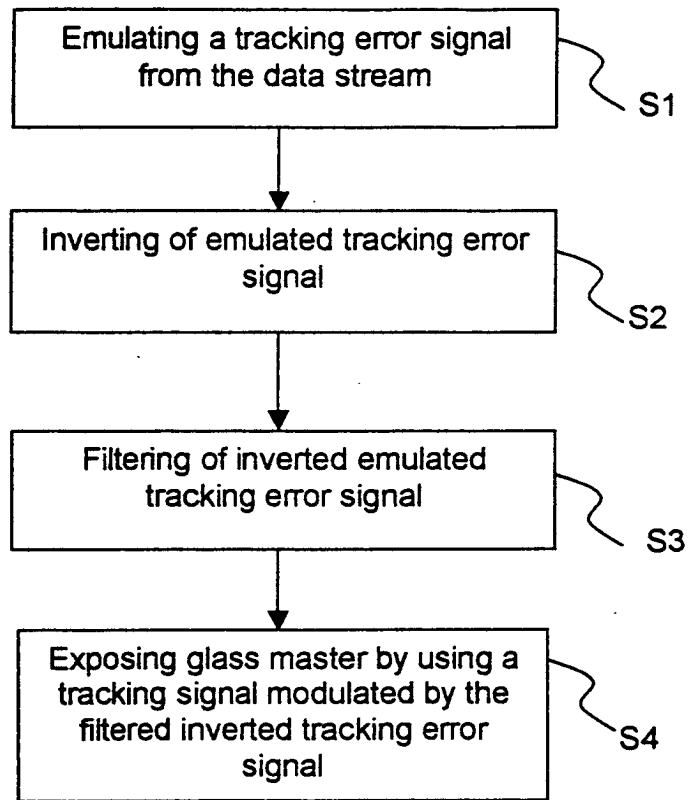 Emulating a tracking error signal
from the data stream
S1
Inverting of emulated tracking error
signal
S2
Filtering of inverted emulated
tracking error signal
S3
Exposing glass master by using a
tracking signal modulated by the
filtered inverted tracking error
signal
S4